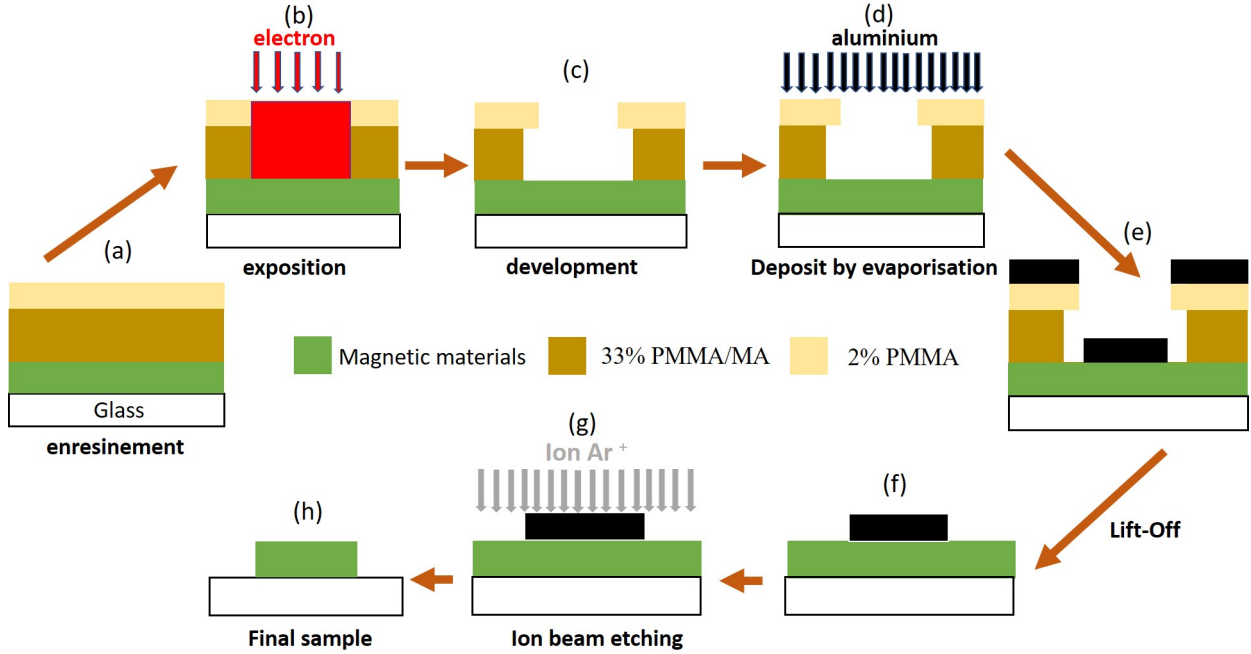 (a)
Glass
enresinement
(b)
electron
exposition
(c)
development
(d)
aluminium
Deposit by evaporisation
(e)
Magnetic materials
33% PMMA/MA
2% PMMA
Lift-Off
(f)
(g)
Ion Ar +
Ion beam etching
(h)
Final sample